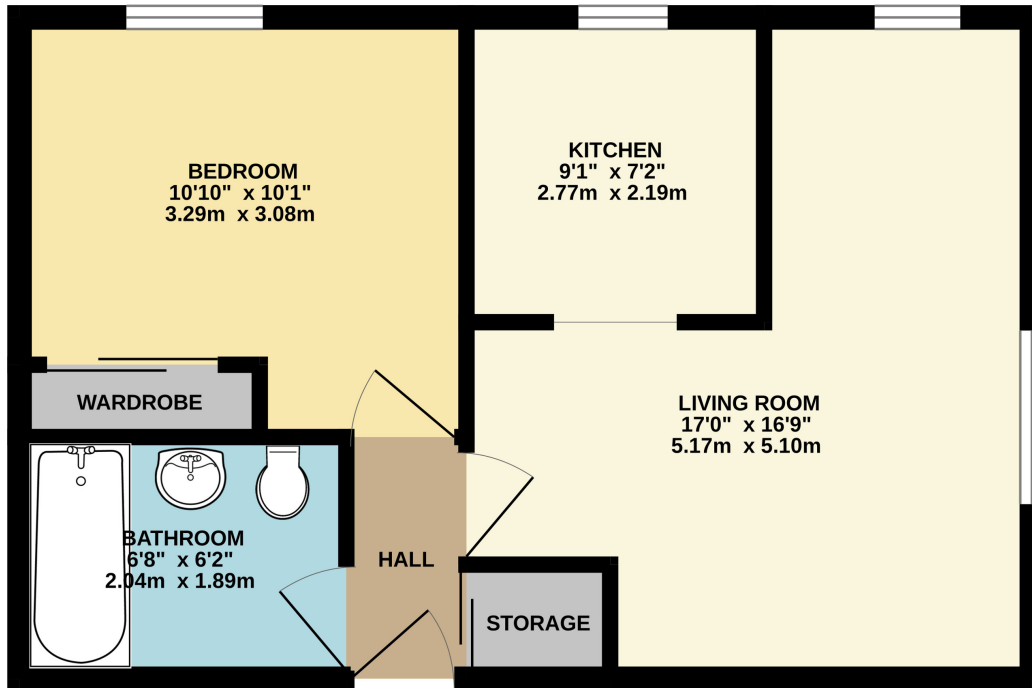 BEDROOM
10'10"  x 10'1"
3.29m  x 3.08m
KITCHEN
9'1"  x 7'2"
2.77m  x 2.19m
WARDROBE
LIVING ROOM
17'0"  x 16'9"
5.17m  x 5.10m
BATHROOM
6'8"  x 6'2"
2.04m  x 1.89m
HALL
STORAGE